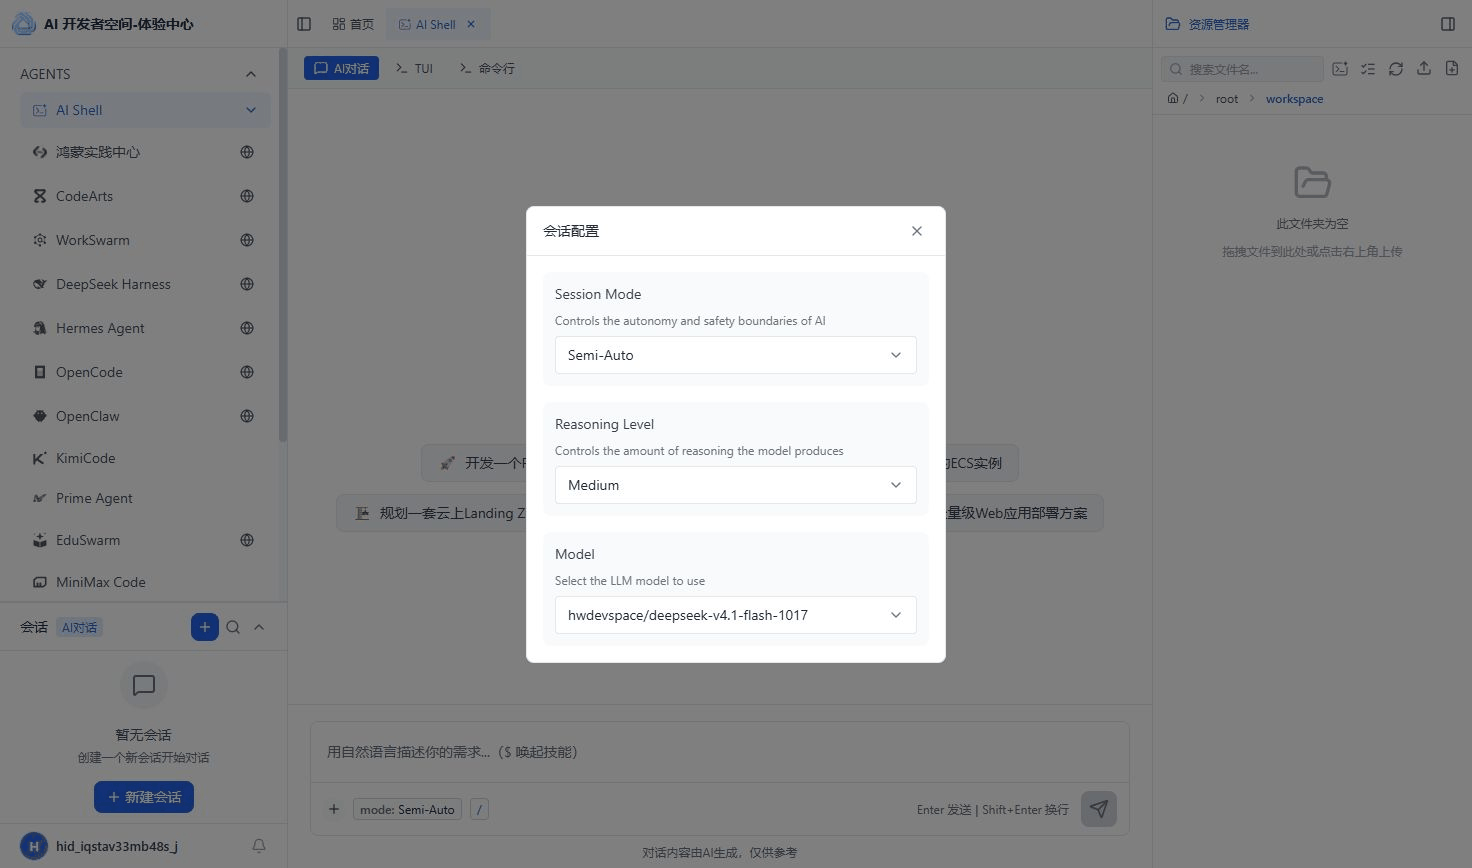 AI 开发者空间-体验中心
首页
AI Shell
资源管理器
AGENTS
AI Shell
鸿蒙实践中心
CodeArts
WorkSwarm
DeepSeek Harness
Hermes Agent
OpenCode
OpenClaw
KimiCode
Prime Agent
EduSwarm
MiniMax Code
会话 AI对话
暂无会话
创建一个新会话开始对话
新建会话
H hid_iqstav33mb48s_j
AI对话 TUI 命令行
开发一个
的ECS实例
规划一套云上Landing Z
量级Web应用部署方案
会话配置
Session Mode
Controls the autonomy and safety boundaries of AI
Semi-Auto
Reasoning Level
Controls the amount of reasoning the model produces
Medium
Model
Select the LLM model to use
hwdevspace/deepseek-v4.1-flash-1017
用自然语言描述你的需求...（$ 唤起技能）
mode: Semi-Auto /
Enter 发送 | Shift+Enter 换行
对话内容由AI生成，仅供参考
搜索文件名...
/ root workspace
此文件夹为空
拖拽文件到此处或点击右上角上传